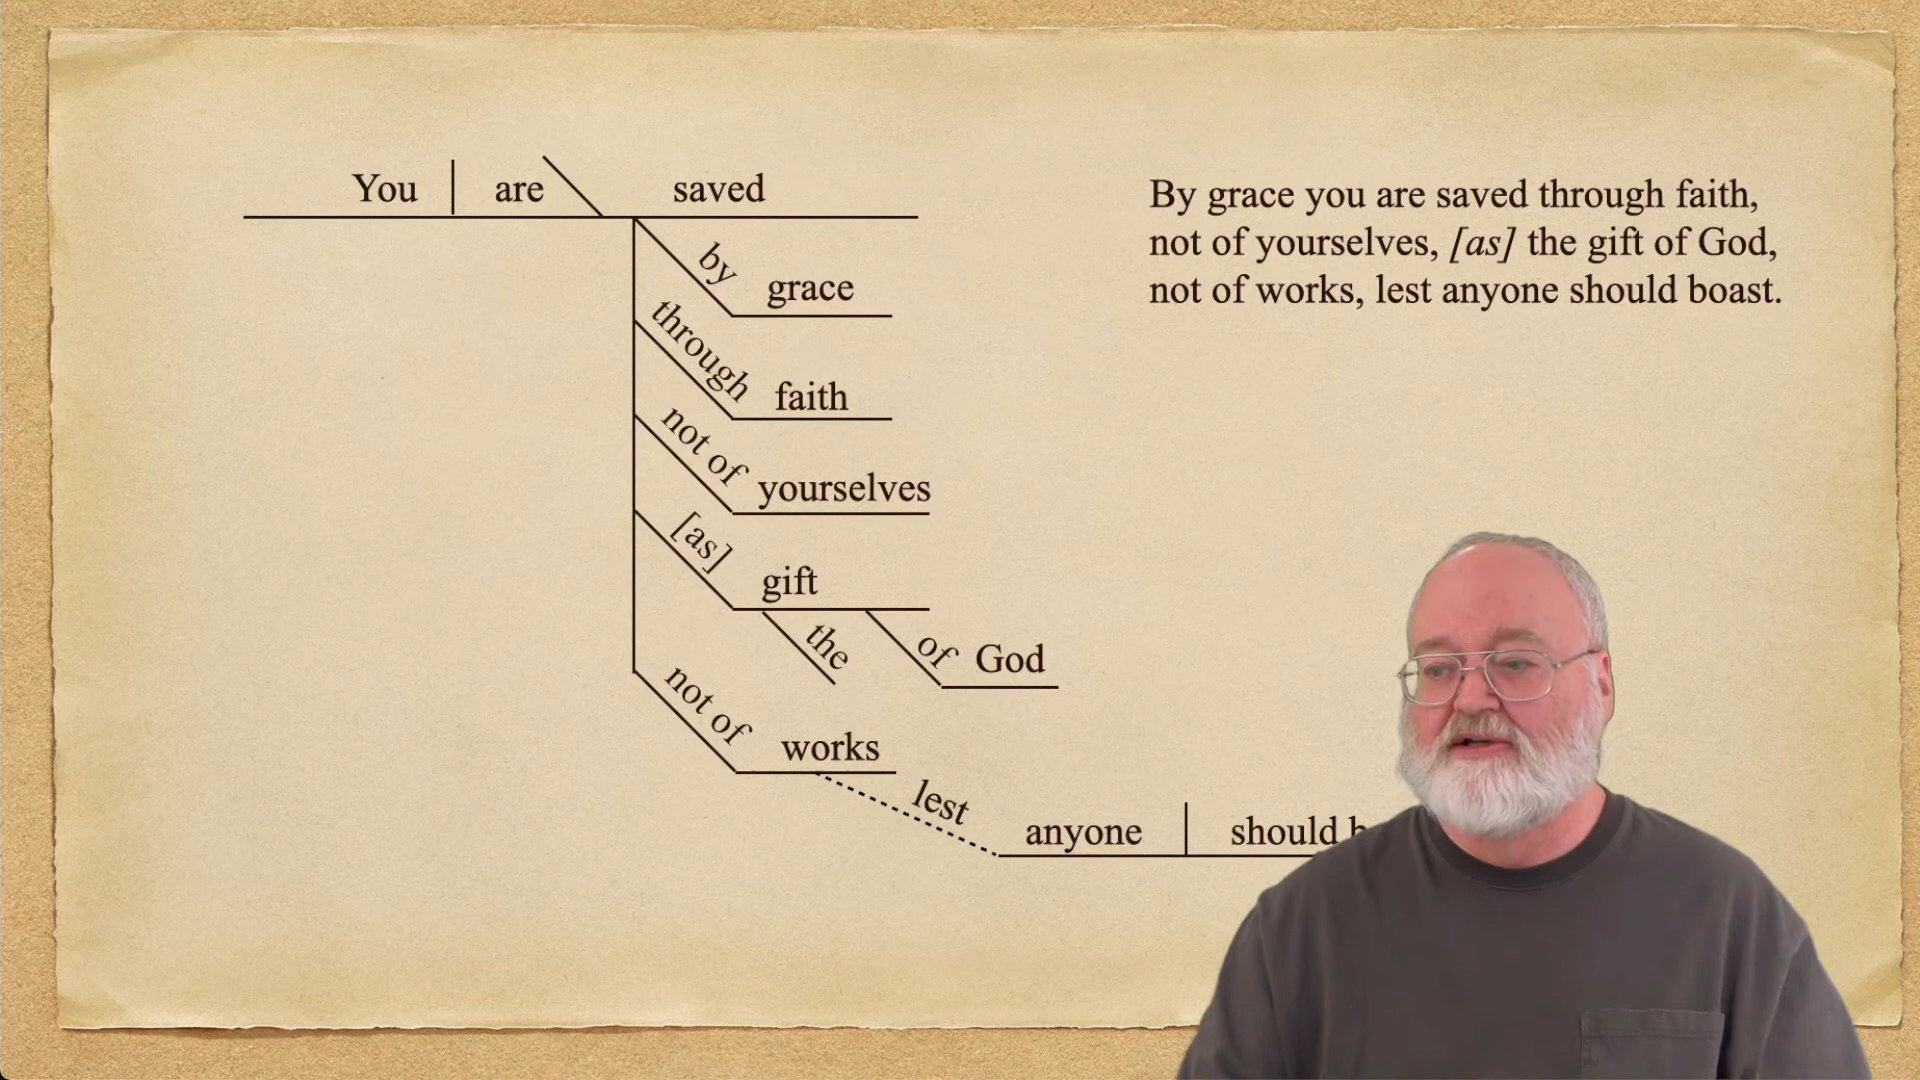 You are saved
by grace
through faith
not of yourselves
[as] gift
the of God
not of works
lest anyone should
By grace you are saved through faith,
not of yourselves, [as] the gift of God,
not of works, lest anyone should boast.